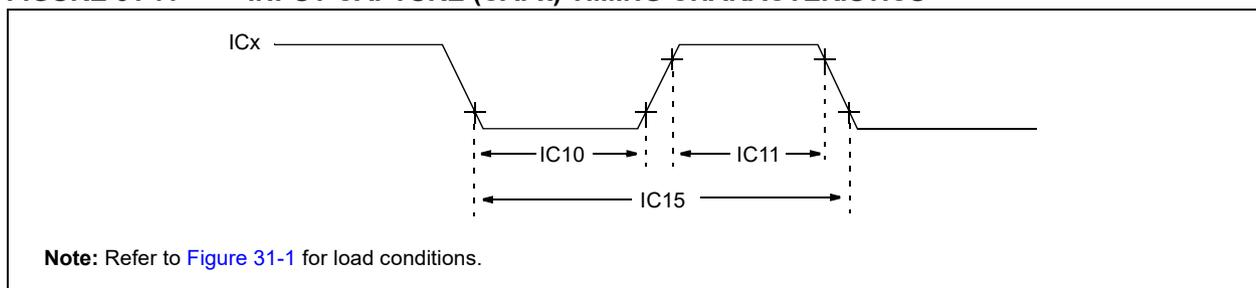 ICx
IC10
IC11
IC15
Note: Refer to Figure 31-1 for load conditions.